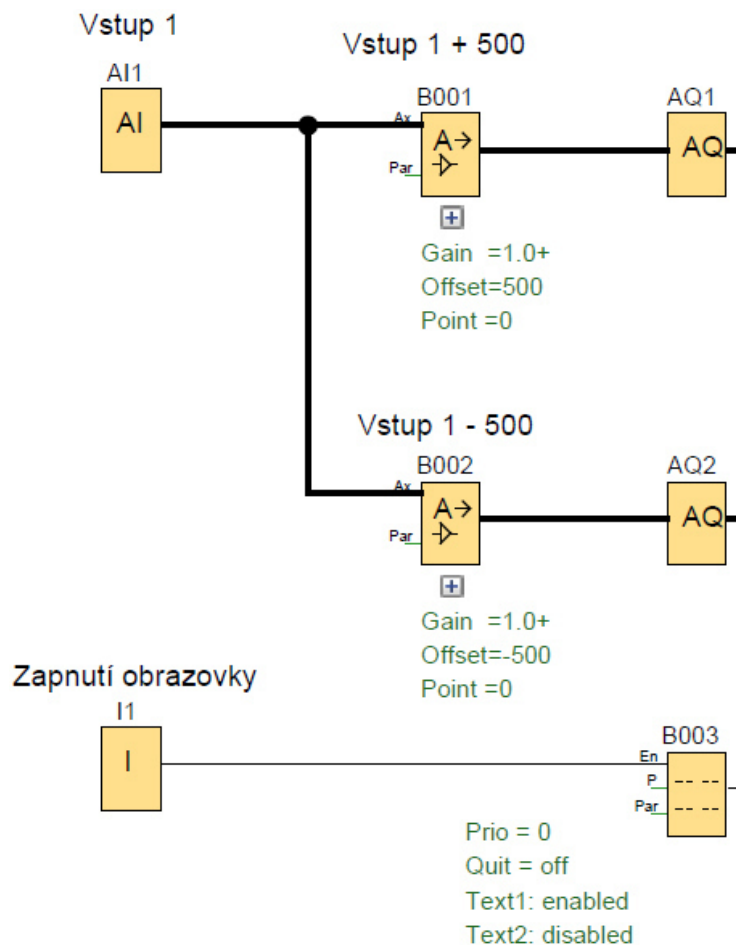 Vstup 1
AI1
AI
Vstup 1 + 500
B001
Ax
A→
Par
Gain =1.0+
Offset=500
Point =0
AQ1
AQ
Vstup 1 - 500
B002
Ax
A→
Par
Gain =1.0+
Offset=-500
Point =0
AQ2
AQ
Zapnutí obrazovky
I1
I
B003
En
P
Par
Prio = 0
Quit = off
Text1: enabled
Text2: disabled